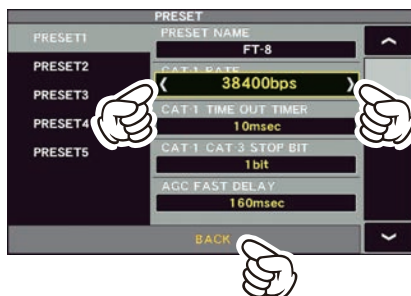 PRESET
PRESET1
PRESET2
PRESET3
PRESET4
PRESET5
PRESET NAME
FT-8
CAT-1 RATE
38400bps
CAT-1 TIME OUT TIMER
10msec
CAT-1 CAT-3 STOP BIT
1bit
AGC FAST DELAY
160msec
BACK